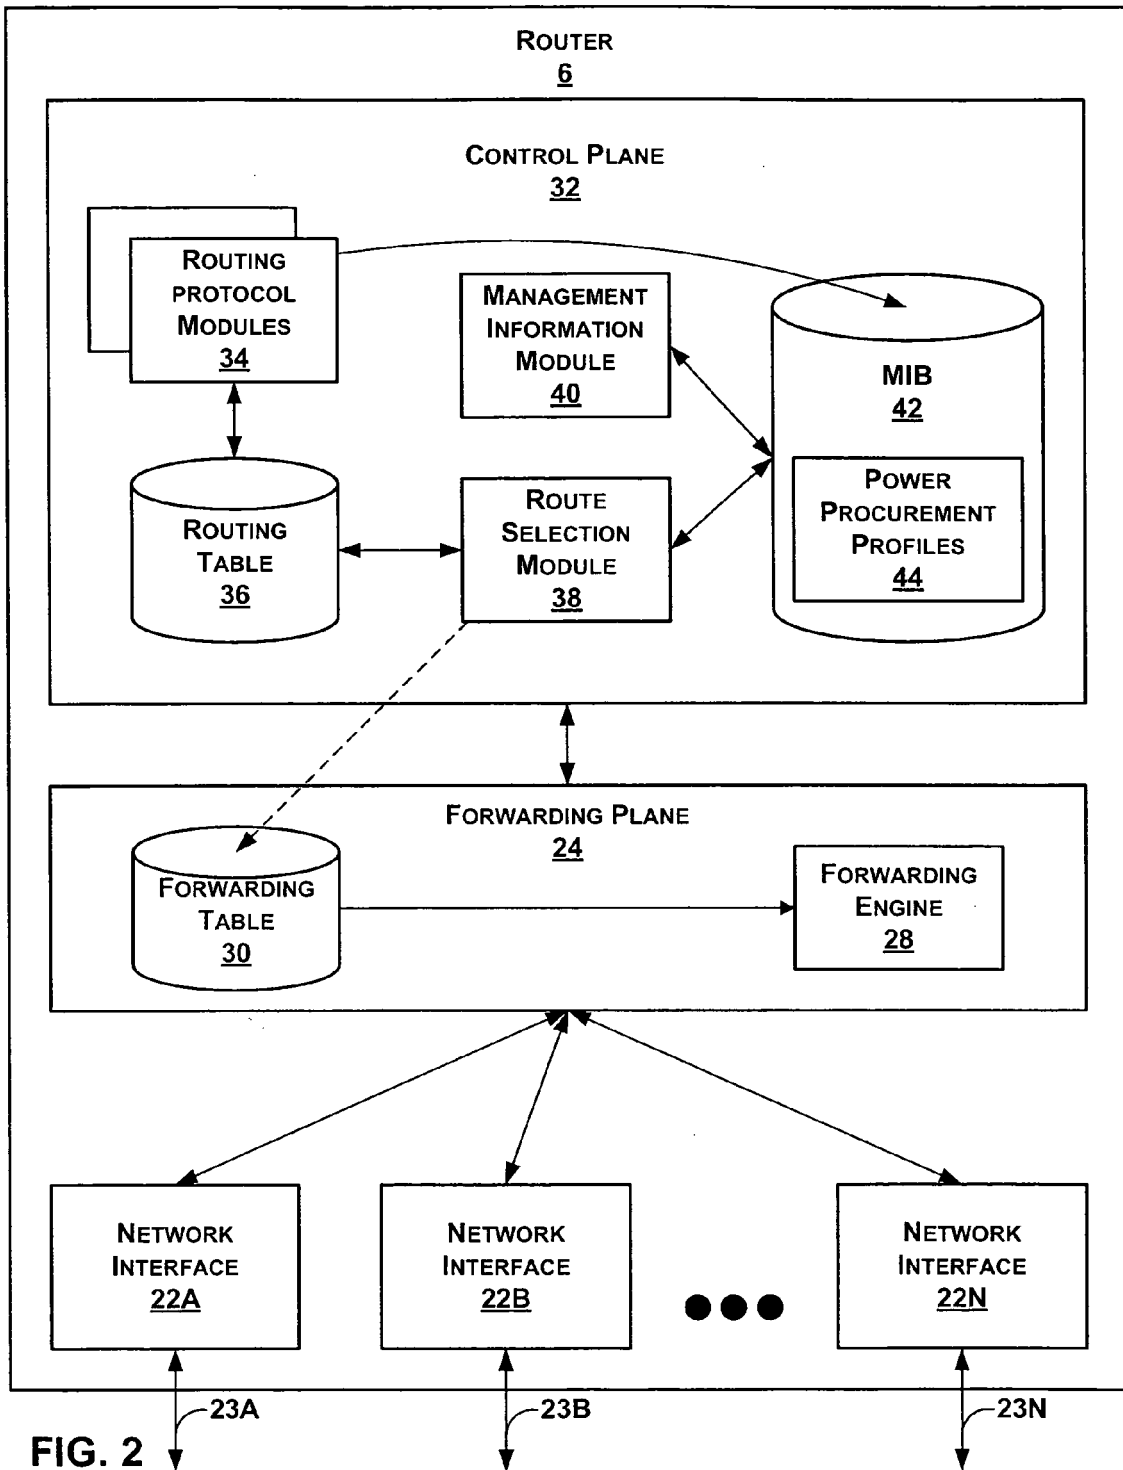 ROUTER
6
CONTROL PLANE
32
ROUTING
PROTOCOL
MODULES
34
MANAGEMENT
INFORMATION
MODULE
40
MIB
42
POWER
PROCUREMENT
PROFILES
44
ROUTING
TABLE
36
ROUTE
SELECTION
MODULE
38
FORWARDING PLANE
24
FORWARDING
TABLE
30
FORWARDING
ENGINE
28
NETWORK
INTERFACE
22A
NETWORK
INTERFACE
22B
NETWORK
INTERFACE
22N
23A
23B
23N
FIG. 2